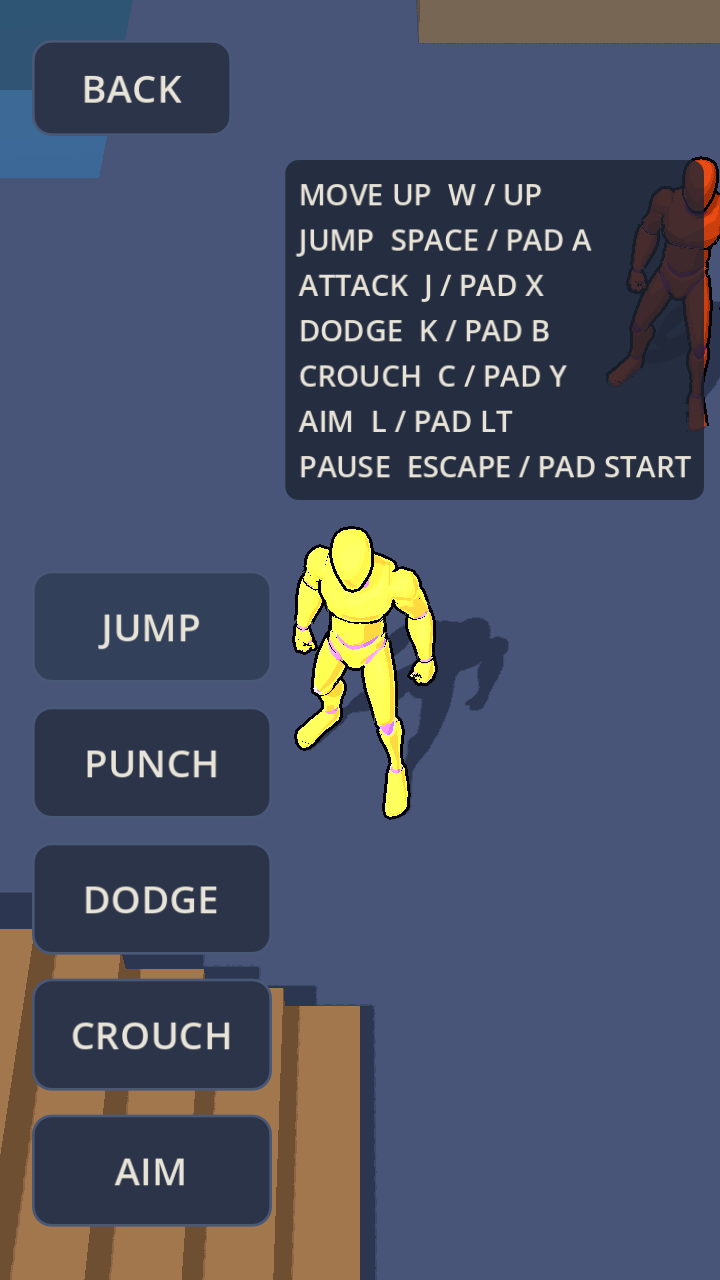 BACK
MOVE UP  W / UP
JUMP  SPACE / PAD A
ATTACK  J / PAD X
DODGE  K / PAD B
CROUCH  C / PAD Y
AIM  L / PAD LT
PAUSE  ESCAPE / PAD START
JUMP
PUNCH
DODGE
CROUCH
AIM